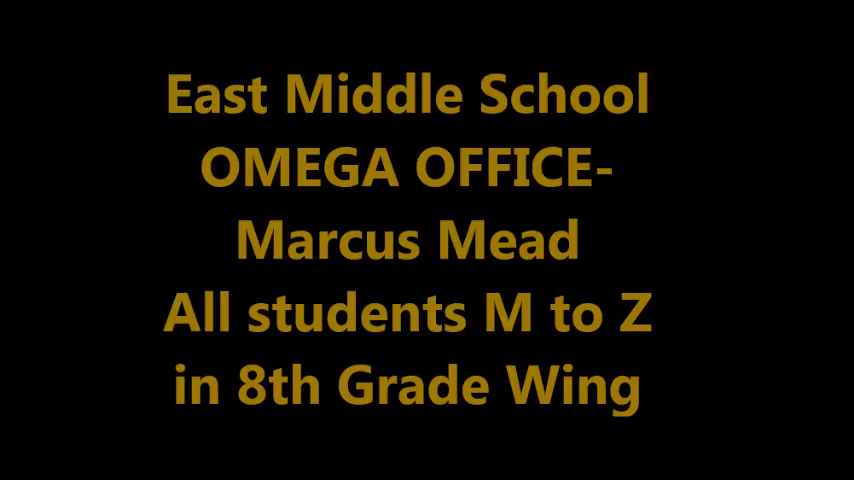 East Middle School
OMEGA OFFICE-
Marcus Mead
All students M to Z
in 8th Grade Wing